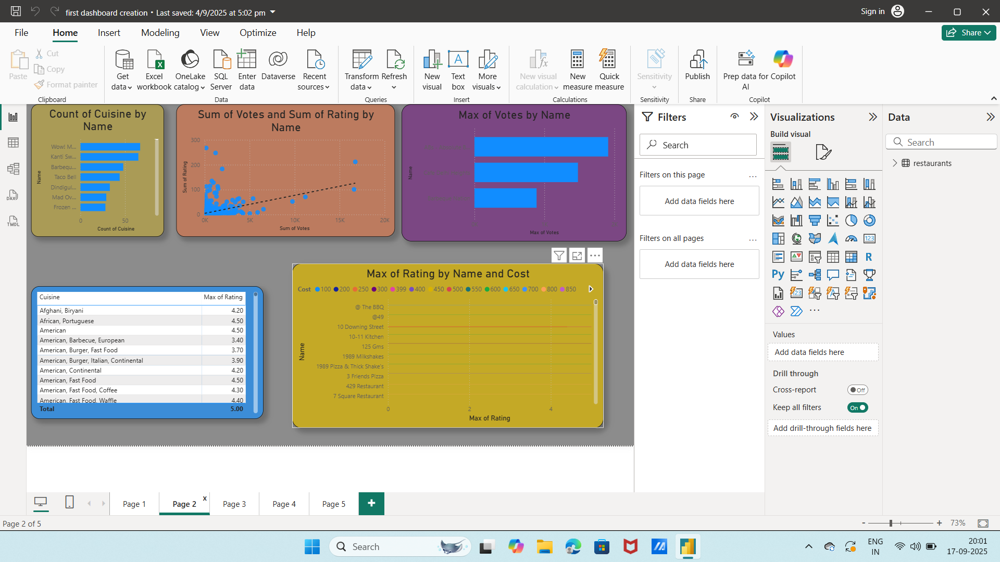 first dashboard creation • Last saved: 4/9/2025 at 5:02 pm
Sign in
File Home Insert Modeling View Optimize Help
Share
Paste
Cut
Copy
Format painter
Clipboard
Get data
Excel workbook
OneLake catalog
SQL Server
Enter data
Dataverse
Recent sources
Data
Transform data
Refresh
Queries
New visual
Text box
More visuals
Insert
New visual calculation
New measure
Quick measure
Calculations
Sensitivity
Sensitivity
Publish
Share
Prep data for AI
Copilot
Copilot
Count of Cuisine by
Name
Name
Wow! M...
Kanti Sw...
Barbequ...
Taco Bell
Dindigul...
Mad Ov...
Frozen ...
0 50
Count of Cuisine
Sum of Votes and Sum of Rating by
Name
Sum of Rating
300
200
100
0
0K 5K 10K 15K 20K
Sum of Votes
Max of Votes by Name
Name
Max of Votes
Cuisine Max of Rating
Afghani, Biryani 4.20
African, Portuguese 4.50
American 4.50
American, Barbecue, European 3.40
American, Burger, Fast Food 3.70
American, Burger, Italian, Continental 3.90
American, Continental 4.20
American, Fast Food 4.50
American, Fast Food, Coffee 4.30
American, Fast Food, Waffle 4.40
Total 5.00
Max of Rating by Name and Cost
Cost 100 200 250 300 399 400 450 500 550 600 650 700 800 850
Name
@ The BBQ
@49
10 Downing Street
10-11 Kitchen
125 Gms
1989 Milkshakes
1989 Pizza & Thick Shake's
3 Friends Pizza
429 Restaurant
7 Square Restaurant
0 2 4
Max of Rating
Filters
Search
Filters on this page ...
Add data fields here
Filters on all pages ...
Add data fields here
Visualizations
Build visual
123
R
Py
123
...
Values
Add data fields here
Drill through
Cross-report Off
Keep all filters On
Add drill-through fields here
Data
Search
restaurants
DAX
TMDL
Page 1 Page 2 x Page 3 Page 4 Page 5 +
Page 2 of 5
- + 73%
Search
ENG
IN
20:01
17-09-2025